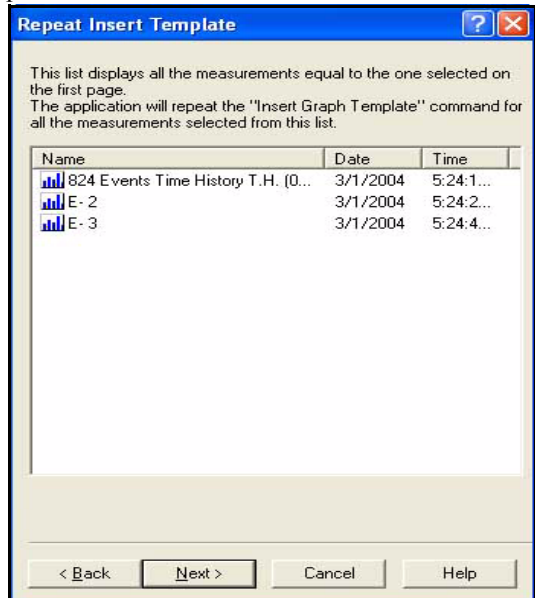 Repeat Insert Template
This list displays all the measurements equal to the one selected on
the first page.
The application will repeat the "Insert Graph Template" command for
all the measurements selected from this list.
Name Date Time
824 Events Time History T.H. (0... 3/1/2004 5:24:1...
E- 2 3/1/2004 5:24:2...
E- 3 3/1/2004 5:24:4...
< Back Next > Cancel Help